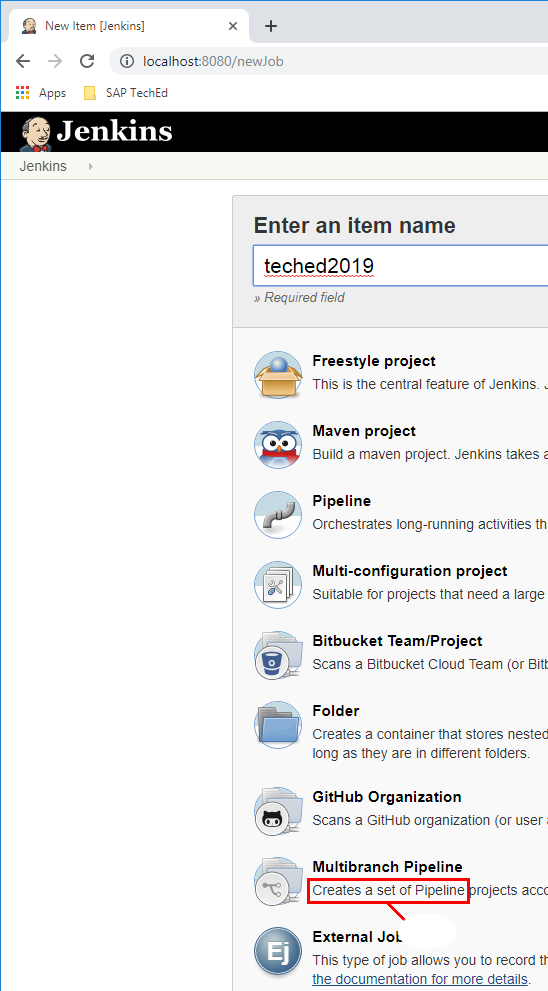 New Item [Jenkins]
localhost:8080/newJob
Apps
SAP TechEd
Jenkins
Jenkins
Enter an item name
teched2019
» Required field
Freestyle project
This is the central feature of Jenkins. J
Maven project
Build a maven project. Jenkins takes a
Pipeline
Orchestrates long-running activities th
Multi-configuration project
Suitable for projects that need a large
Bitbucket Team/Project
Scans a Bitbucket Cloud Team (or Bitb
Folder
Creates a container that stores nested
long as they are in different folders.
GitHub Organization
Scans a GitHub organization (or user a
Multibranch Pipeline
Creates a set of Pipeline projects acco
Ej
External Job
This type of job allows you to record th
the documentation for more details.